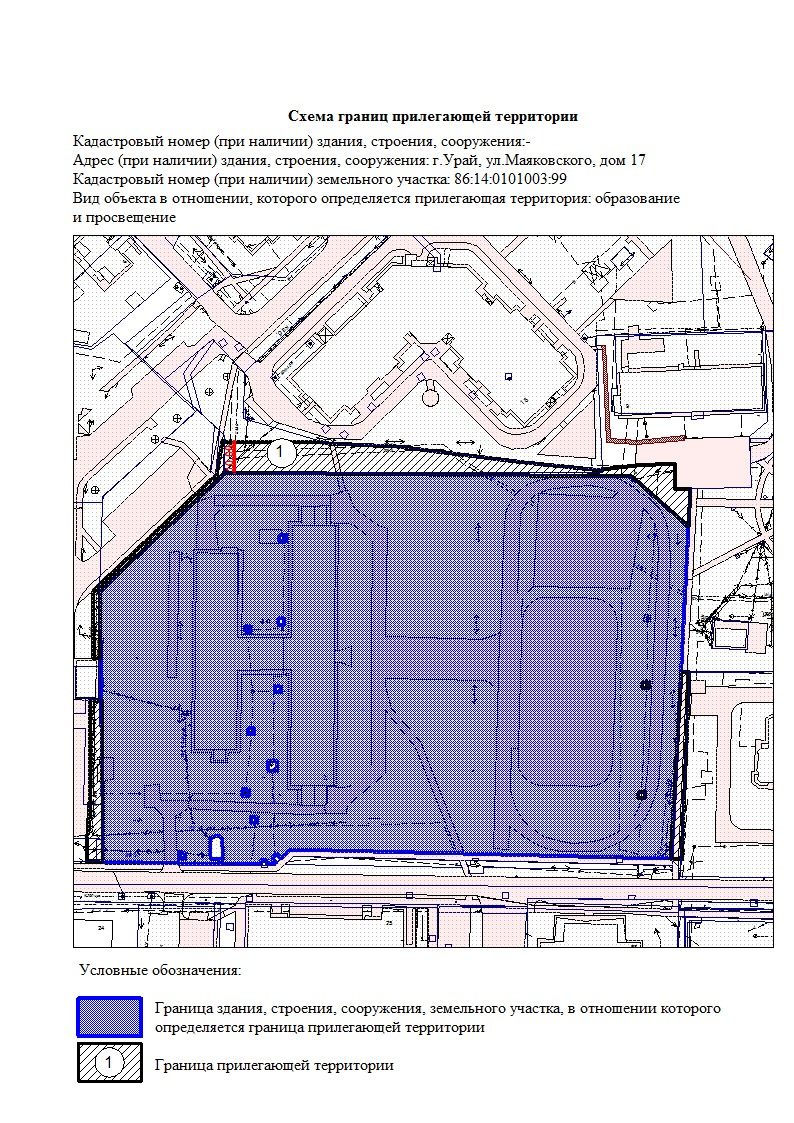 Схема границ прилегающей территории
Кадастровый номер (при наличии) здания, строения, сооружения:-
Адрес (при наличии) здания, строения, сооружения: г.Урай, ул.Маяковского, дом 17
Кадастровый номер (при наличии) земельного участка: 86:14:0101003:99
Вид объекта в отношении, которого определяется прилегающая территория: образование
и просвещение
1
Условные обозначения:
Граница здания, строения, сооружения, земельного участка, в отношении которого
определяется граница прилегающей территории
1
Граница прилегающей территории